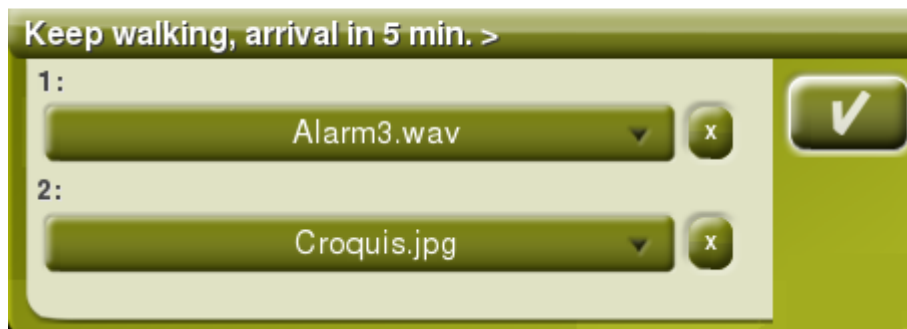 Keep walking, arrival in 5 min. >
1:
Alarm3.wav x
2:
Croquis.jpg x